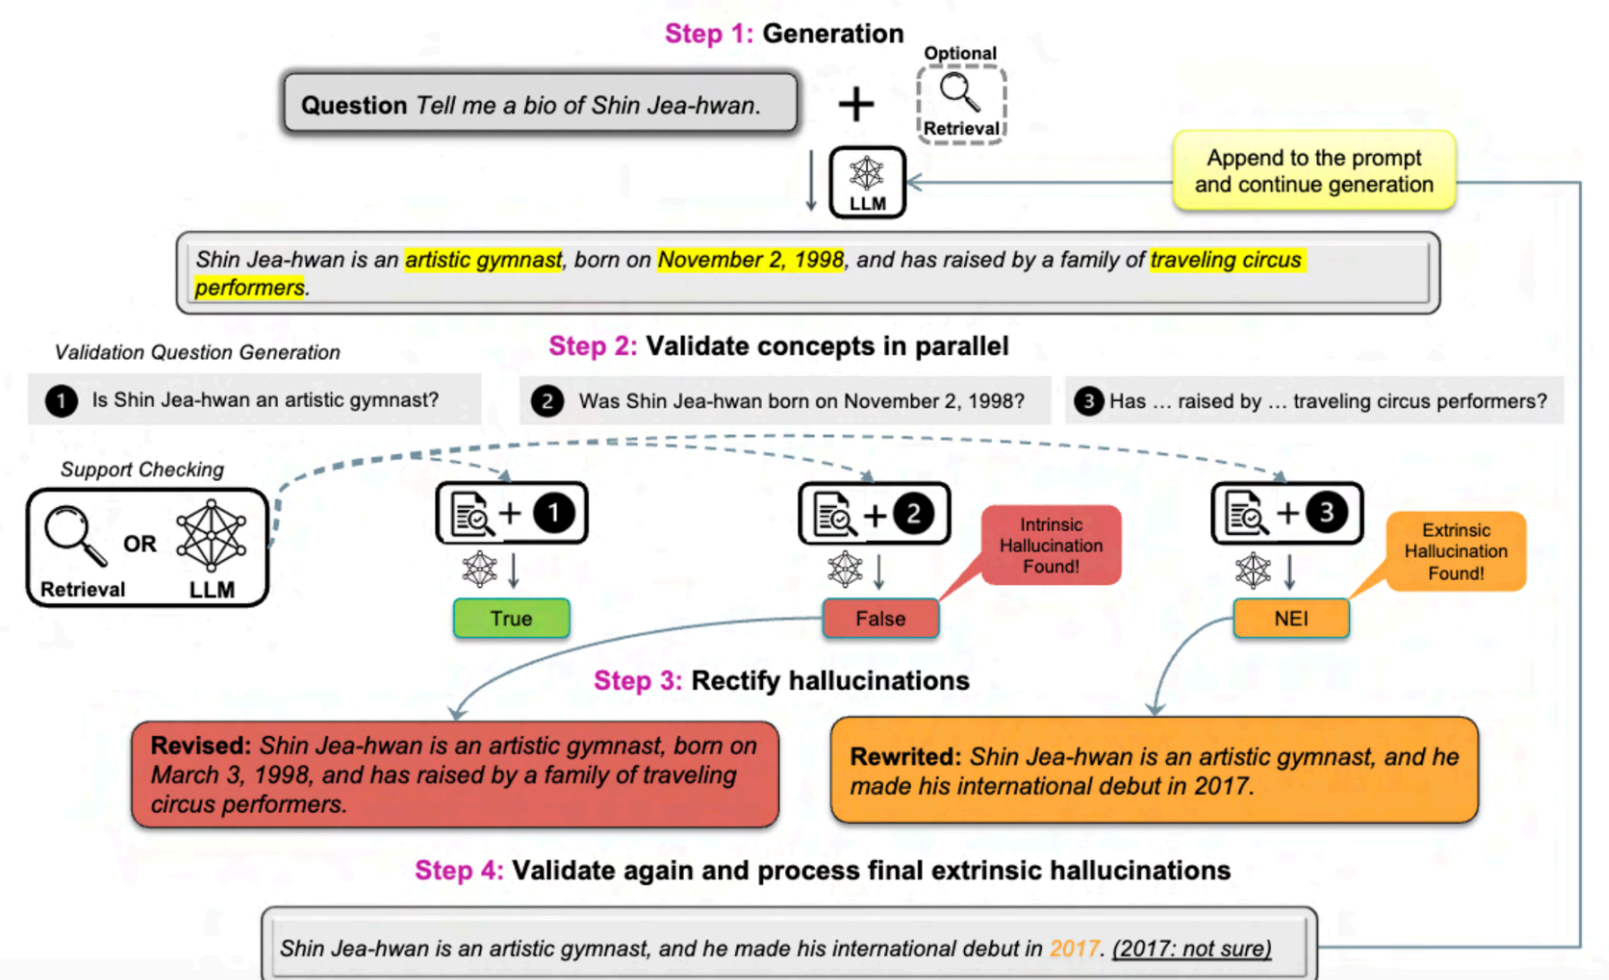 Step 1: Generation
Optional
Question Tell me a bio of Shin Jea-hwan.
+
Retrieval
LLM
Append to the prompt
and continue generation
Shin Jea-hwan is an artistic gymnast, born on November 2, 1998, and has raised by a family of traveling circus
performers.
Step 2: Validate concepts in parallel
Validation Question Generation
1 Is Shin Jea-hwan an artistic gymnast?
2 Was Shin Jea-hwan born on November 2, 1998?
3 Has ... raised by ... traveling circus performers?
Support Checking
Retrieval
OR
LLM
+ 1
+ 2
+ 3
Intrinsic
Hallucination
Found!
Extrinsic
Hallucination
Found!
True
False
NEI
Step 3: Rectify hallucinations
Revised: Shin Jea-hwan is an artistic gymnast, born on
March 3, 1998, and has raised by a family of traveling
circus performers.
Rewrited: Shin Jea-hwan is an artistic gymnast, and he
made his international debut in 2017.
Step 4: Validate again and process final extrinsic hallucinations
Shin Jea-hwan is an artistic gymnast, and he made his international debut in 2017. (2017: not sure)